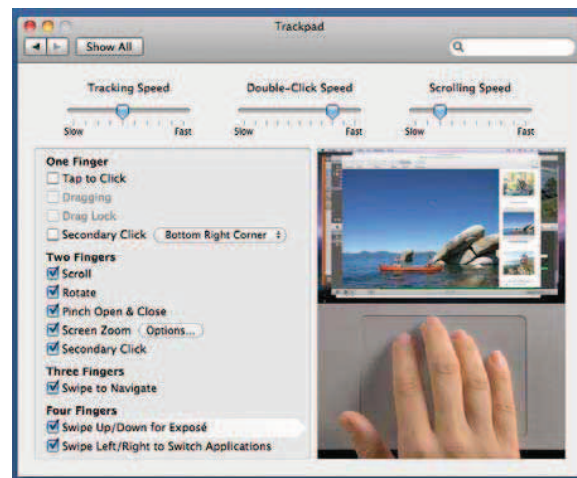 Trackpad
Show All
Tracking Speed Double-Click Speed Scrolling Speed
Slow Fast Slow Fast Slow Fast
One Finger
Tap to Click
Dragging
Drag Lock
Secondary Click Bottom Right Corner
Two Fingers
Scroll
Rotate
Pinch Open & Close
Screen Zoom Options...
Secondary Click
Three Fingers
Swipe to Navigate
Four Fingers
Swipe Up/Down for Exposé
Swipe Left/Right to Switch Applications